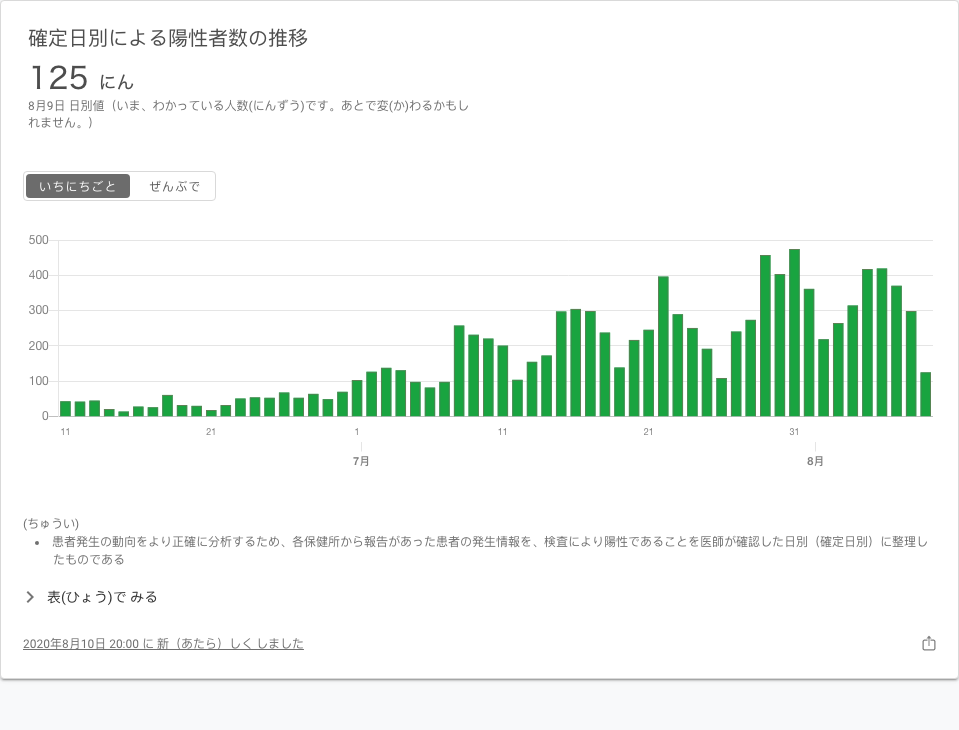 確定日別による陽性者数の推移
125 にん
8月9日 日別値（いま、わかっている人数(にんずう)です。あとで変(か)わるかもし
れません。）
いちにちごと ぜんぶで
500
400
300
200
100
0
11 21 1 11 21 31
7月 8月
(ちゅうい)
• 患者発生の動向をより正確に分析するため、各保健所から報告があった患者の発生情報を、検査により陽性であることを医師が確認した日別（確定日別）に整理し
たものである
表(ひょう)で みる
2020年8月10日 20:00 に 新（あたら）しく しました